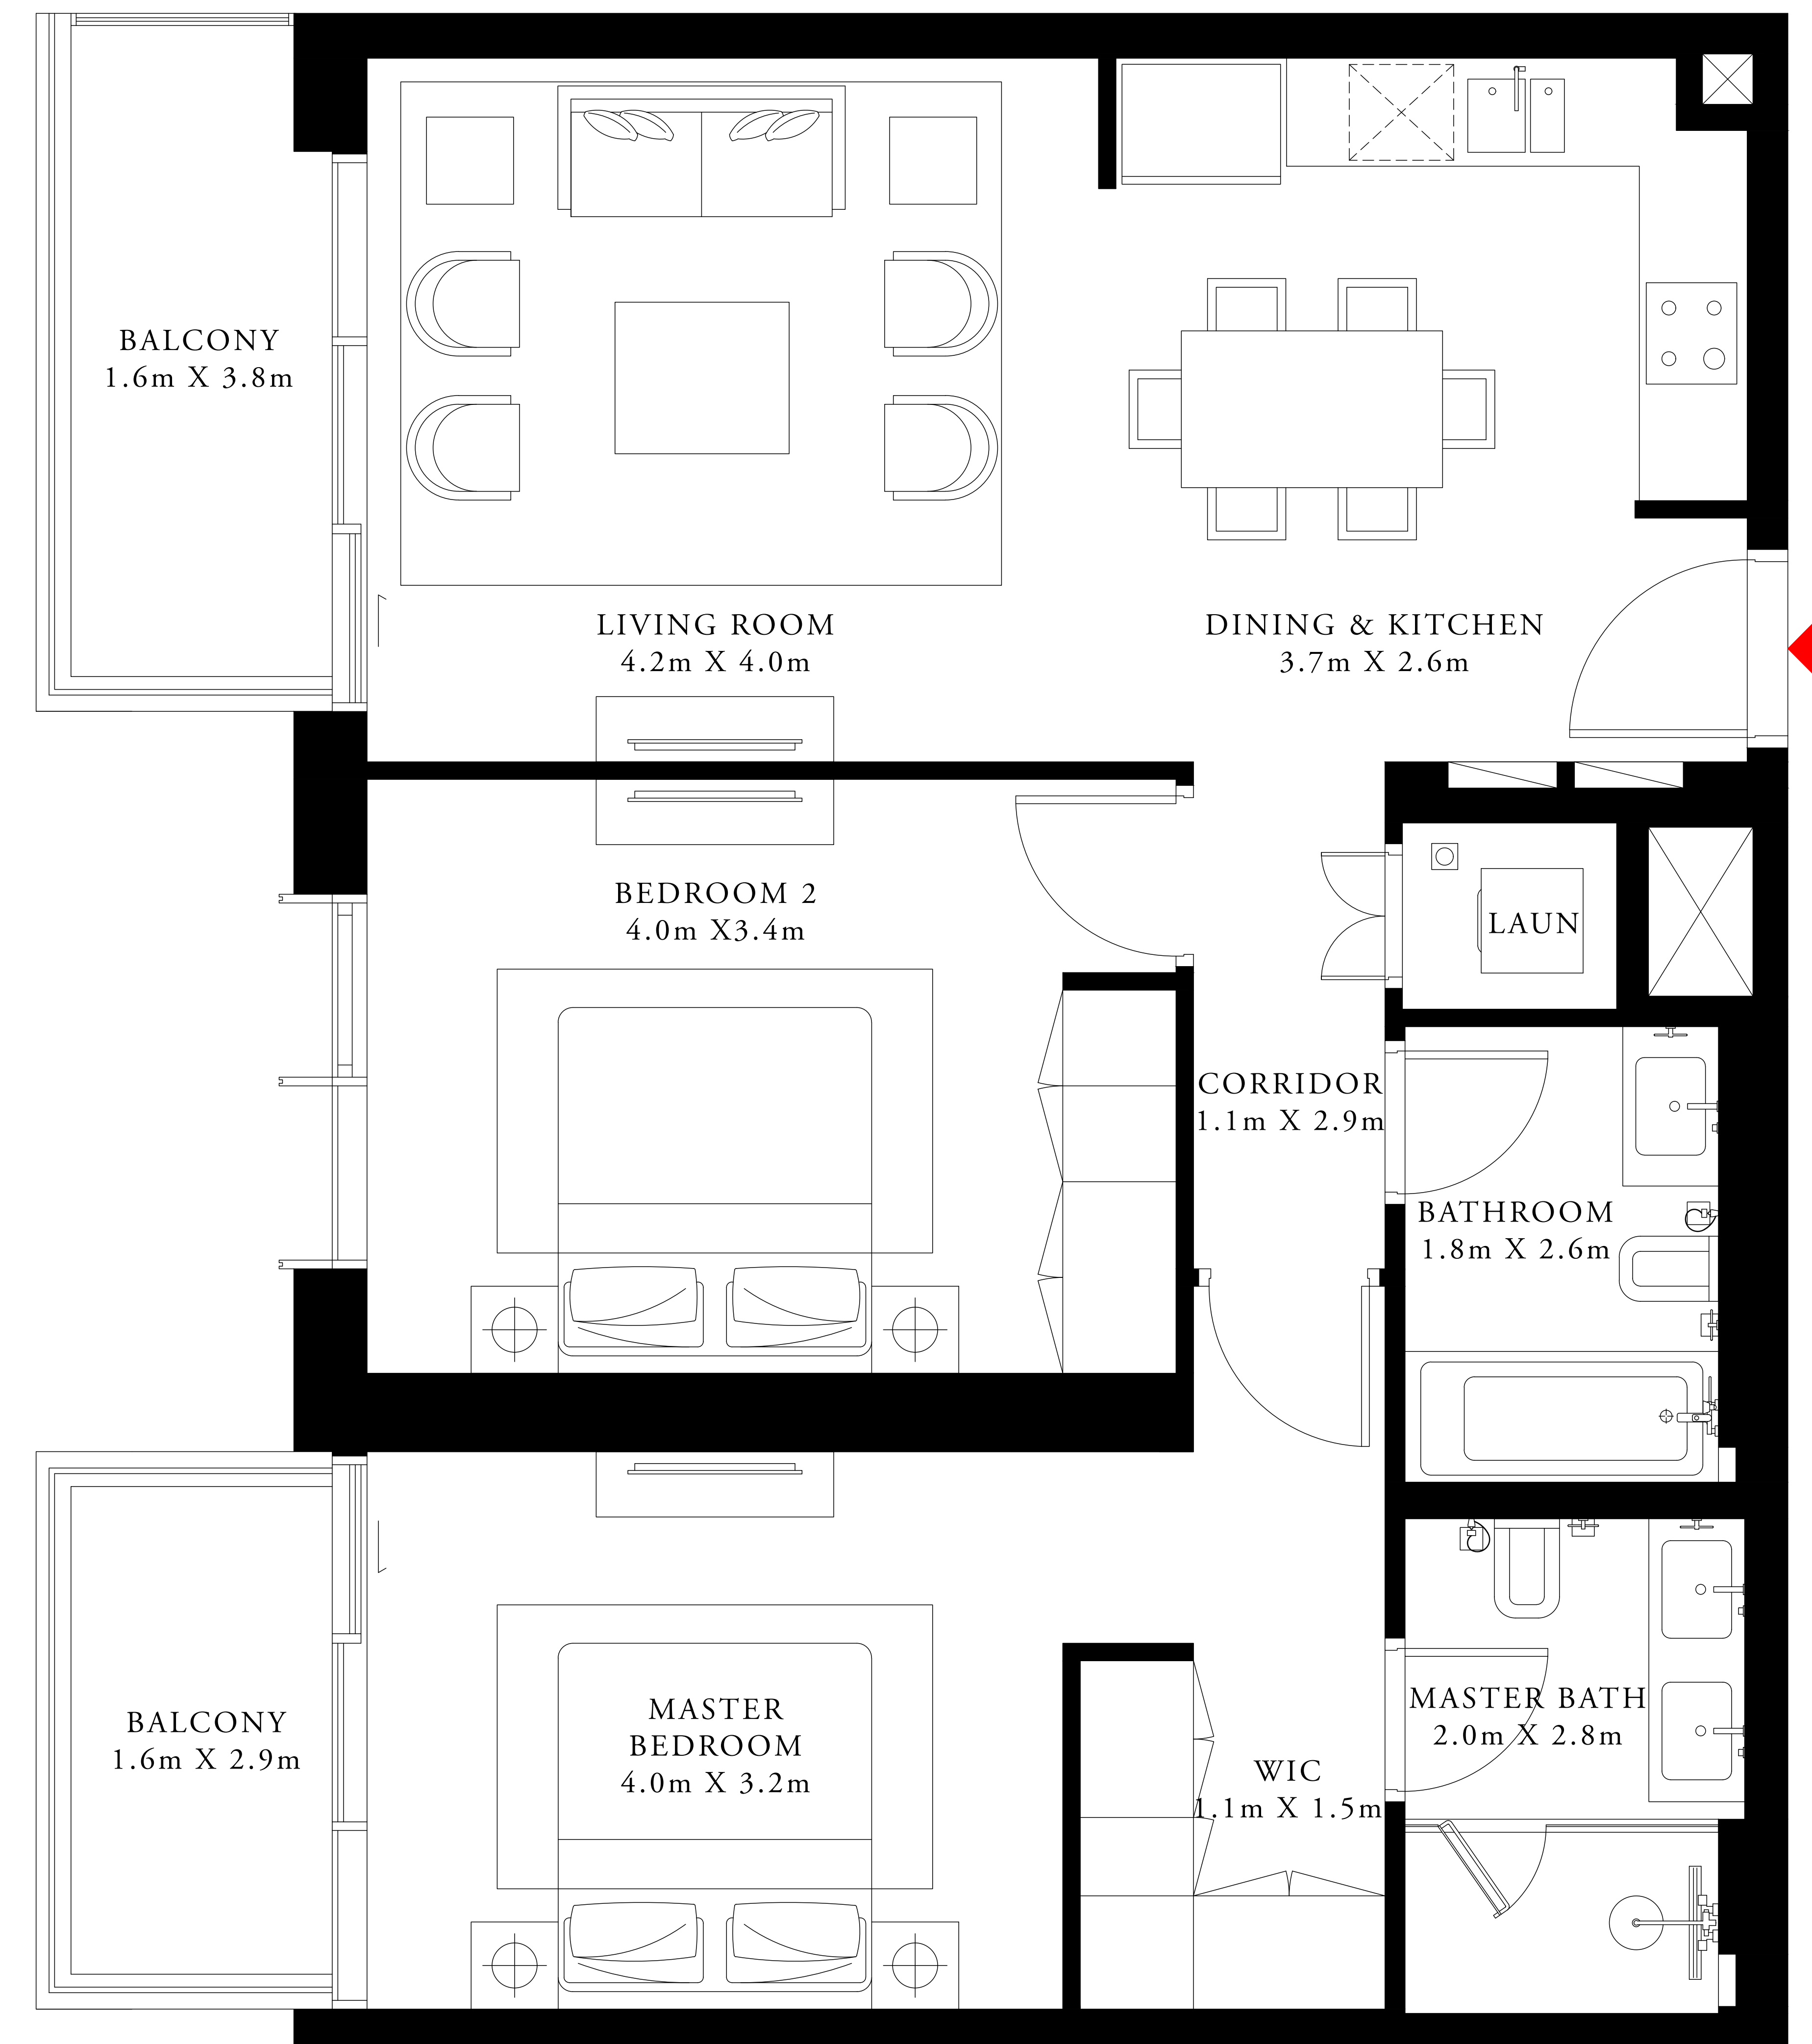 BALCONY
1.6m X 3.8m
LIVING ROOM
4.2m X 4.0m
DINING & KITCHEN
3.7m X 2.6m
BEDROOM 2
4.0m X3.4m
LAUN
CORRIDOR
1.1m X 2.9m
BATHROOM
1.8m X 2.6m
BALCONY
1.6m X 2.9m
MASTER
BEDROOM
4.0m X 3.2m
WIC
1.1m X 1.5m
MASTER BATH
2.0m X 2.8m